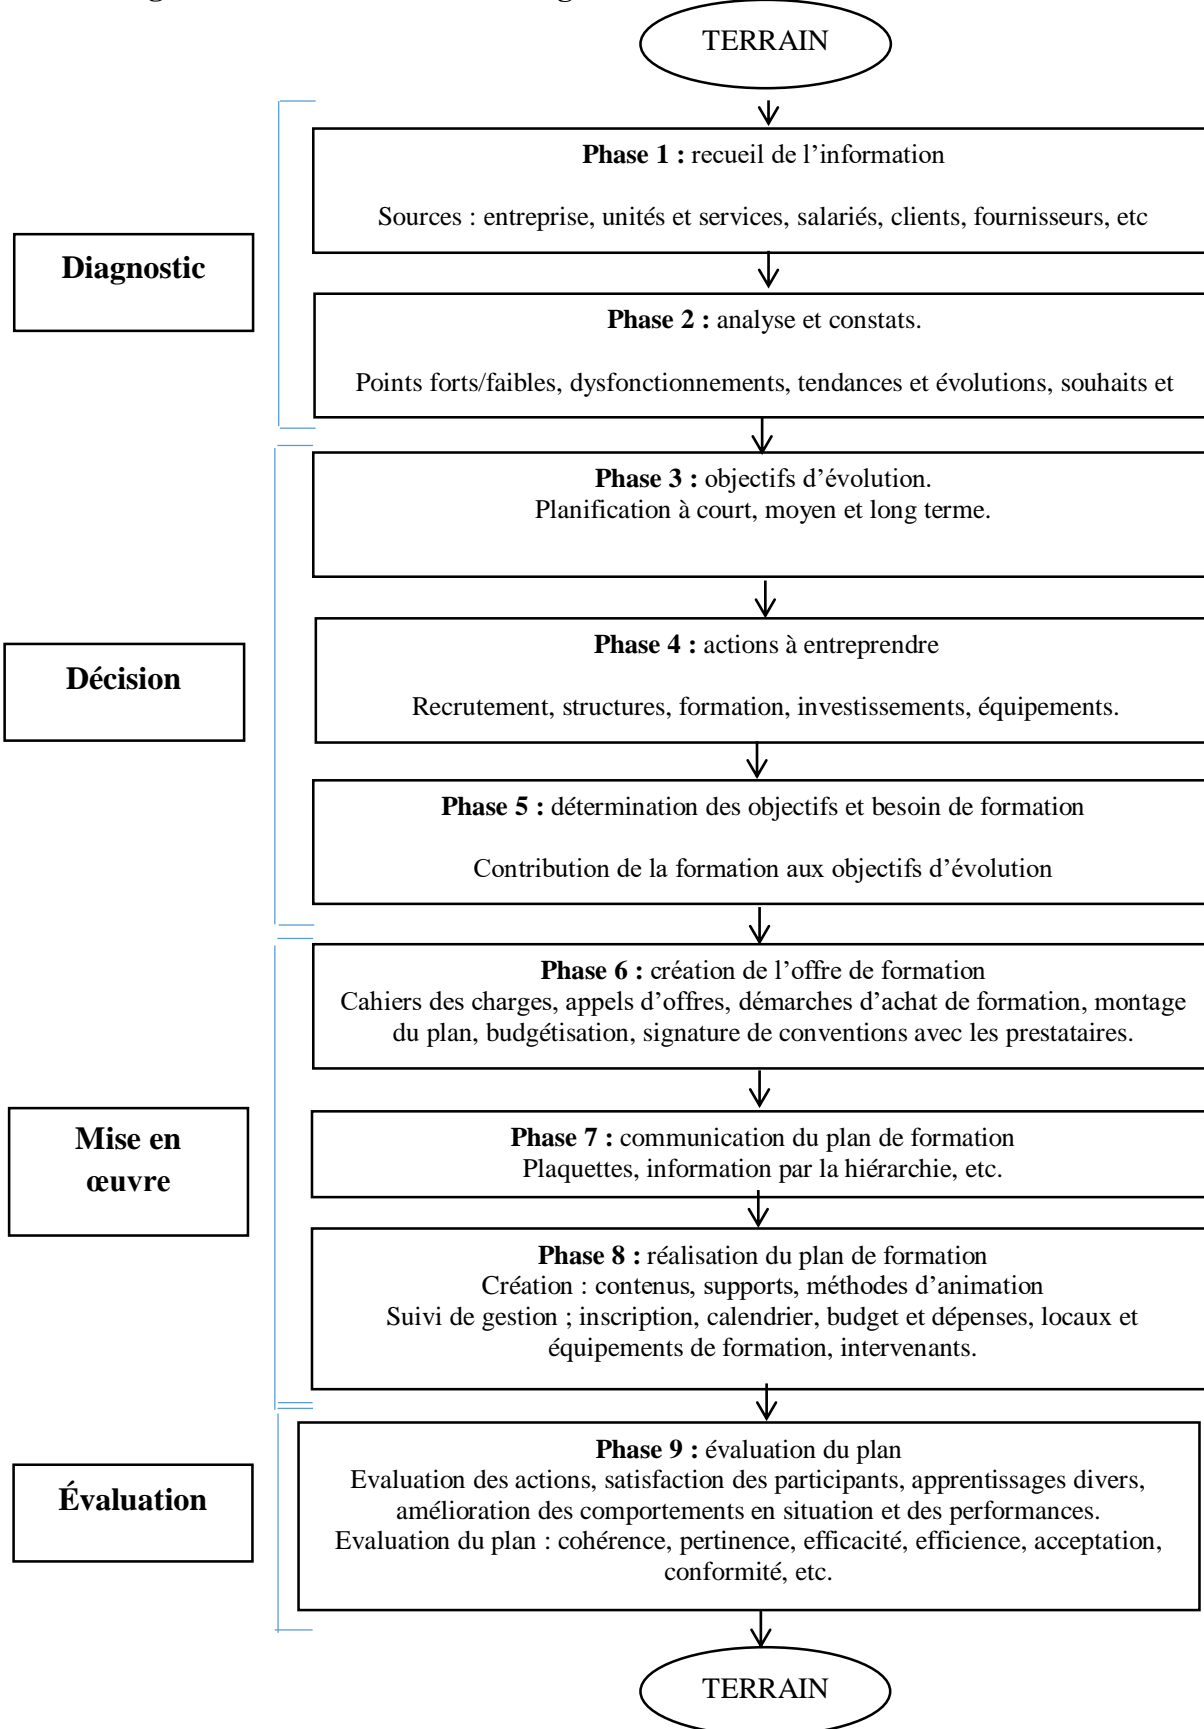 TERRAIN
Phase 1 : recueil de l’information
Sources : entreprise, unités et services, salariés, clients, fournisseurs, etc
Diagnostic
Phase 2 : analyse et constats.
Points forts/faibles, dysfonctionnements, tendances et évolutions, souhaits et
Phase 3 : objectifs d’évolution.
Planification à court, moyen et long terme.
Phase 4 : actions à entreprendre
Recrutement, structures, formation, investissements, équipements.
Décision
Phase 5 : détermination des objectifs et besoin de formation
Contribution de la formation aux objectifs d’évolution
Phase 6 : création de l’offre de formation
Cahiers des charges, appels d’offres, démarches d’achat de formation, montage
du plan, budgétisation, signature de conventions avec les prestataires.
Mise en
œuvre
Phase 7 : communication du plan de formation
Plaquettes, information par la hiérarchie, etc.
Phase 8 : réalisation du plan de formation
Création : contenus, supports, méthodes d’animation
Suivi de gestion ; inscription, calendrier, budget et dépenses, locaux et
équipements de formation, intervenants.
Évaluation
Phase 9 : évaluation du plan
Evaluation des actions, satisfaction des participants, apprentissages divers,
amélioration des comportements en situation et des performances.
Evaluation du plan : cohérence, pertinence, efficacité, efficience, acceptation,
conformité, etc.
TERRAIN